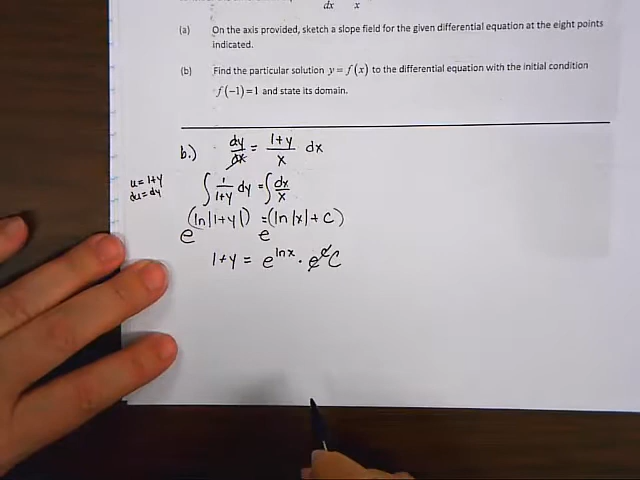 dx x
(a) On the axis provided, sketch a slope field for the given differential equation at the eight points
indicated.
(b) Find the particular solution y = f(x) to the differential equation with the initial condition
f(−1) = 1 and state its domain.
b.) dy/dx = 1+y/x dx
u = 1+y
du = dy
∫ 1/1+y dy = ∫ dx/x
e^(ln|1+y|) = e^(ln|x| + c)
1+y = e^ln x · e^c C